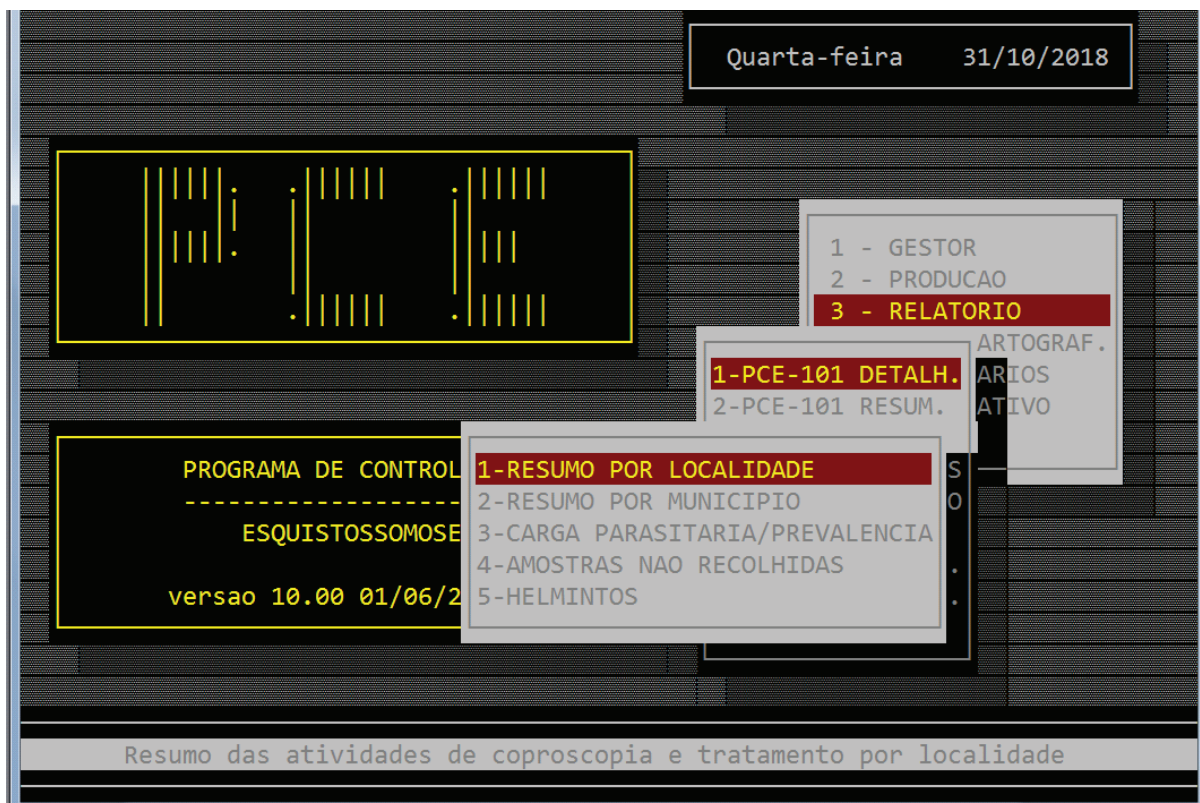 Quarta-feira 31/10/2018
PCE
1 - GESTOR
2 - PRODUCAO
3 - RELATORIO
ARTOGRAF.
ARIOS
ATIVO
1-PCE-101 DETALH.
2-PCE-101 RESUM.
S
O
.
.
1-RESUMO POR LOCALIDADE
2-RESUMO POR MUNICIPIO
3-CARGA PARASITARIA/PREVALENCIA
4-AMOSTRAS NAO RECOLHIDAS
5-HELMINTOS
PROGRAMA DE CONTROL
--------------------
ESQUISTOSSOMOSE
versao 10.00 01/06/2
Resumo das atividades de coproscopia e tratamento por localidade